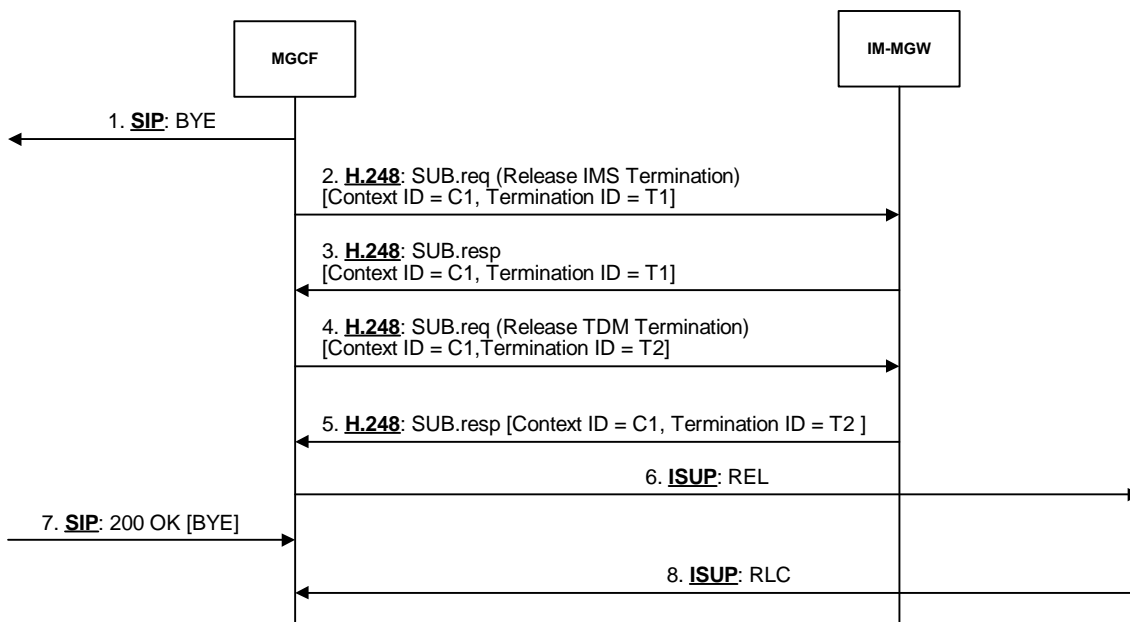 MGCF
IM-MGW
1. SIP: BYE
2. H.248: SUB.req (Release IMS Termination)
[Context ID = C1, Termination ID = T1]
3. H.248: SUB.resp
[Context ID = C1, Termination ID = T1]
4. H.248: SUB.req (Release TDM Termination)
[Context ID = C1,Termination ID = T2]
5. H.248: SUB.resp [Context ID = C1, Termination ID = T2 ]
6. ISUP: REL
7. SIP: 200 OK [BYE]
8. ISUP: RLC